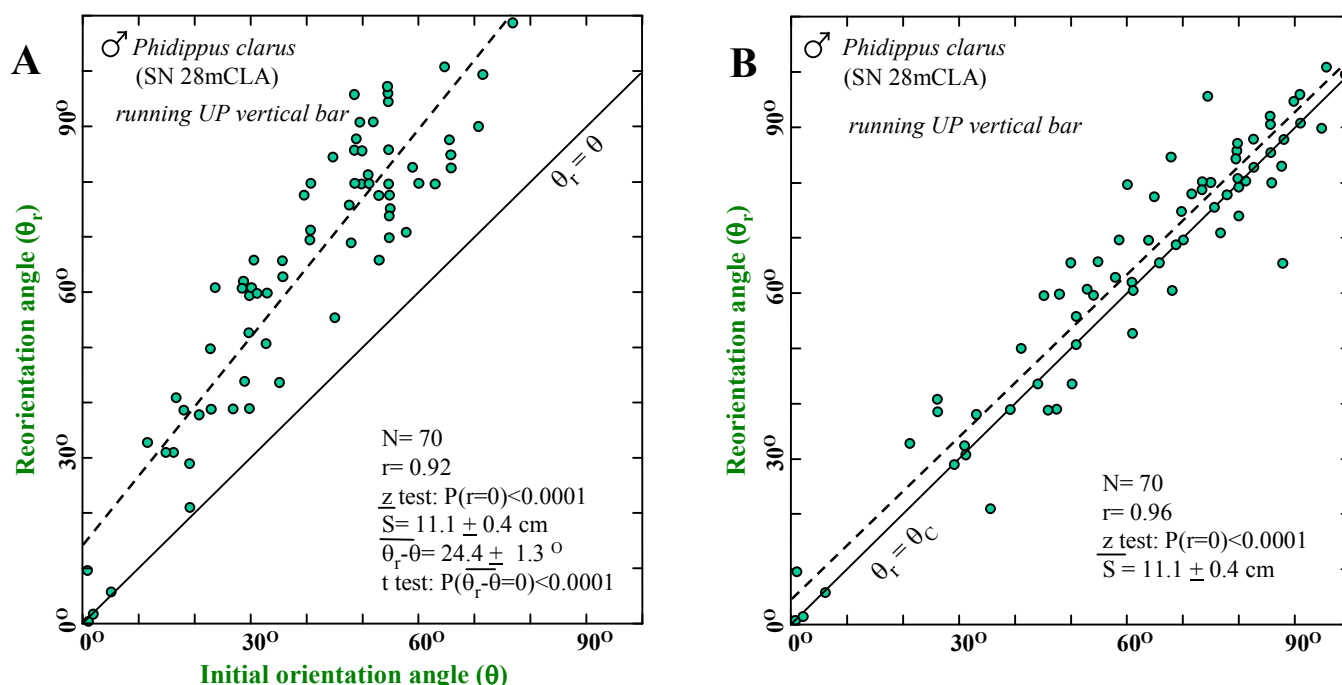 A
♂ Phidippus clarus
(SN 28mCLA)
running UP vertical bar
Reorientation angle (θr)
90º
60º
30º
0º
θr = θ
N= 70
r= 0.92
z test: P(r=0)<0.0001
S= 11.1 ± 0.4 cm
θr-θ= 24.4 ± 1.3 º
t test: P(θr-θ=0)<0.0001
0º 30º 60º 90º
Initial orientation angle (θ)
B
♂ Phidippus clarus
(SN 28mCLA)
running UP vertical bar
Reorientation angle (θr)
90º
60º
30º
0º
θr = θC
N= 70
r= 0.96
z test: P(r=0)<0.0001
S = 11.1 ± 0.4 cm
0º 30º 60º 90º